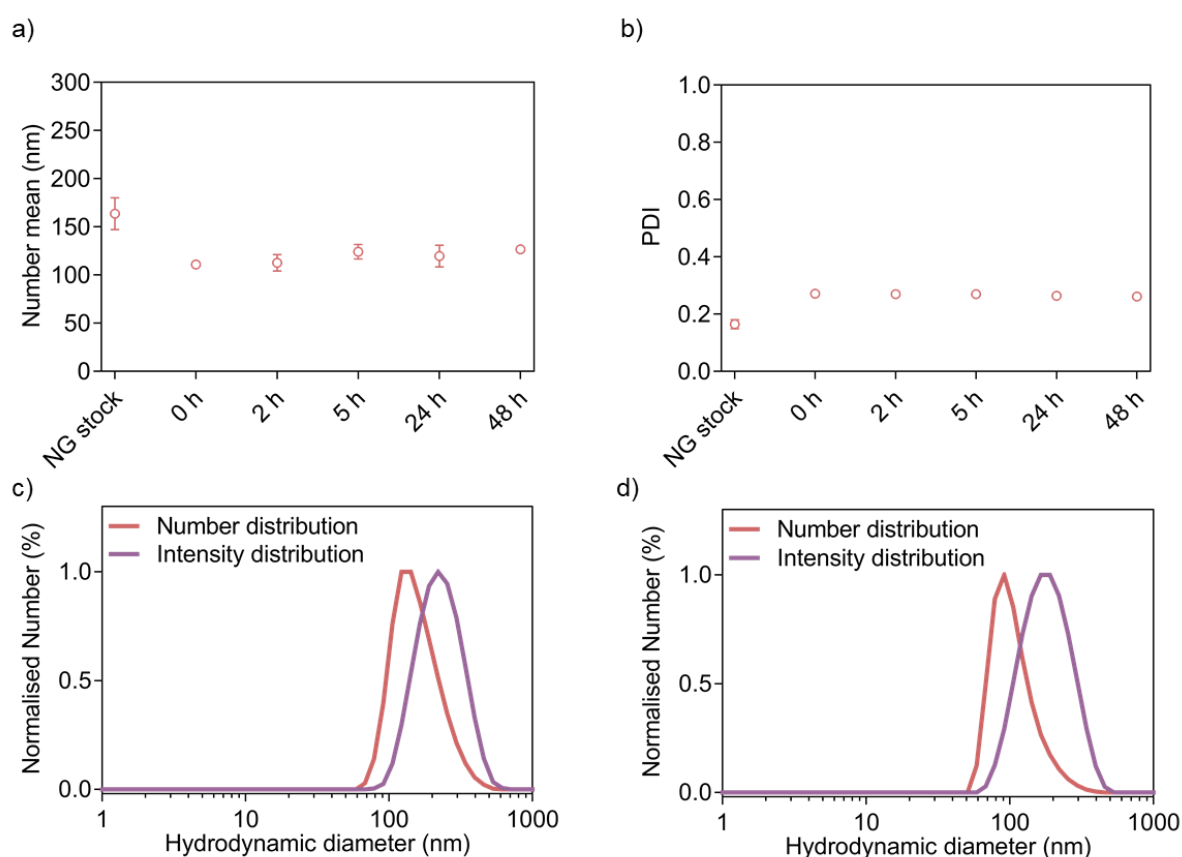 a)
Number mean (nm)
300
250
200
150
100
50
0
NG stock
0 h
2 h
5 h
24 h
48 h
b)
PDI
1.0
0.8
0.6
0.4
0.2
0.0
NG stock
0 h
2 h
5 h
24 h
48 h
c)
Number distribution
Intensity distribution
Normalised Number (%)
1.0
0.5
0.0
1
10
100
1000
Hydrodynamic diameter (nm)
d)
Number distribution
Intensity distribution
Normalised Number (%)
1.0
0.5
0.0
1
10
100
1000
Hydrodynamic diameter (nm)